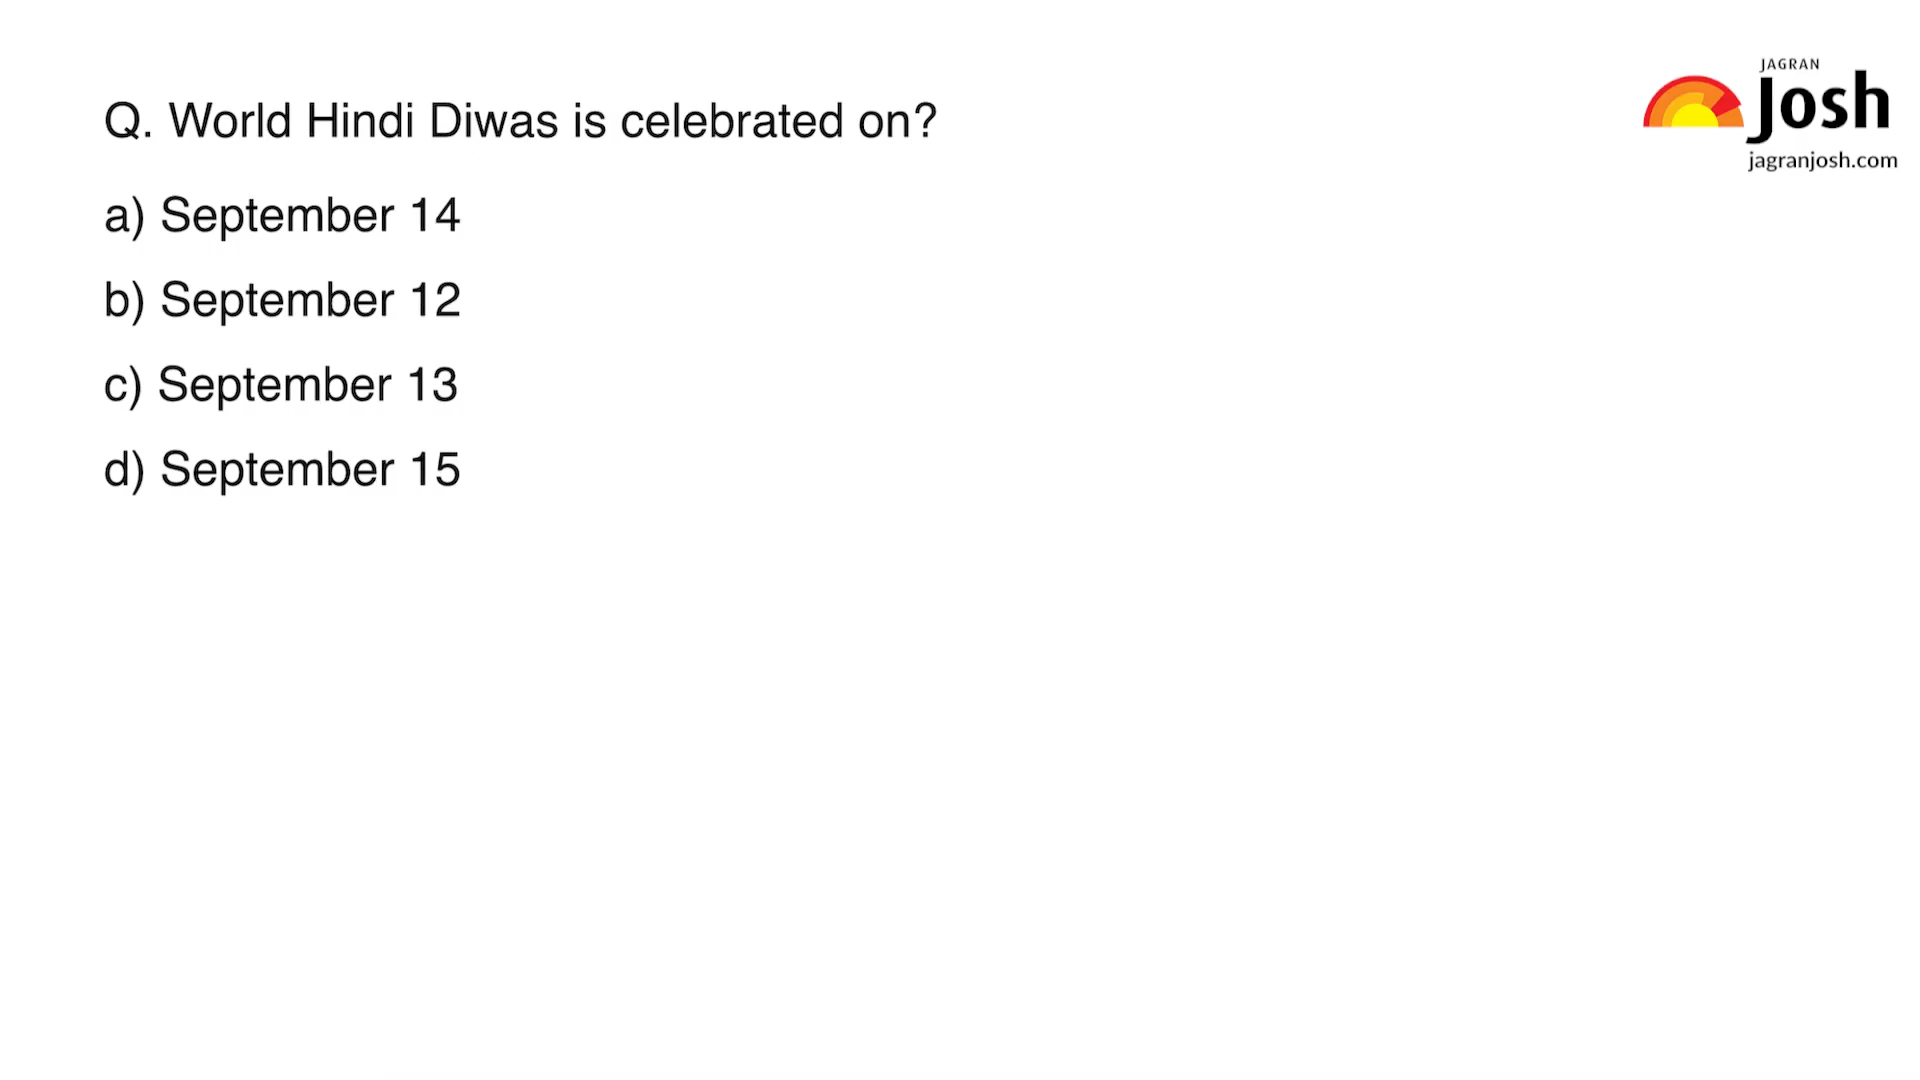 JAGRAN
Josh
jagranjosh.com
Q. World Hindi Diwas is celebrated on?
a) September 14
b) September 12
c) September 13
d) September 15